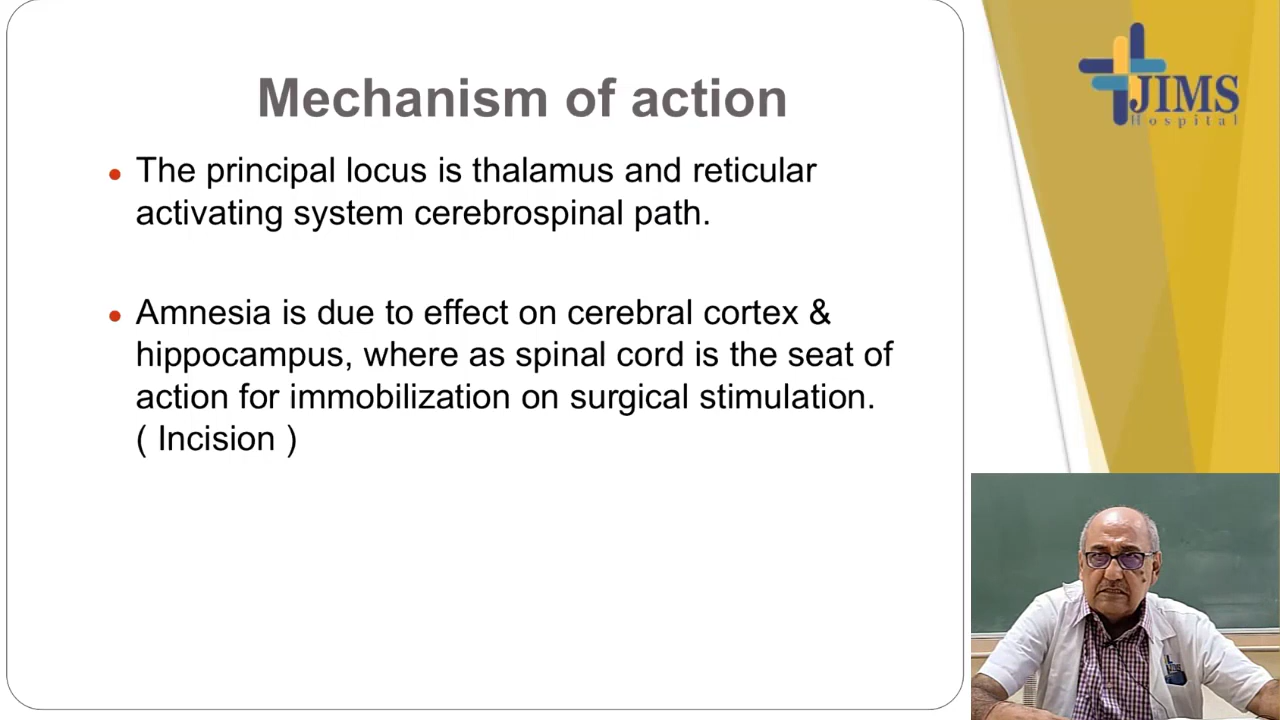 Mechanism of action
The principal locus is thalamus and reticular
activating system cerebrospinal path.
Amnesia is due to effect on cerebral cortex &
hippocampus, where as spinal cord is the seat of
action for immobilization on surgical stimulation.
( Incision )
JIMS
Hospital